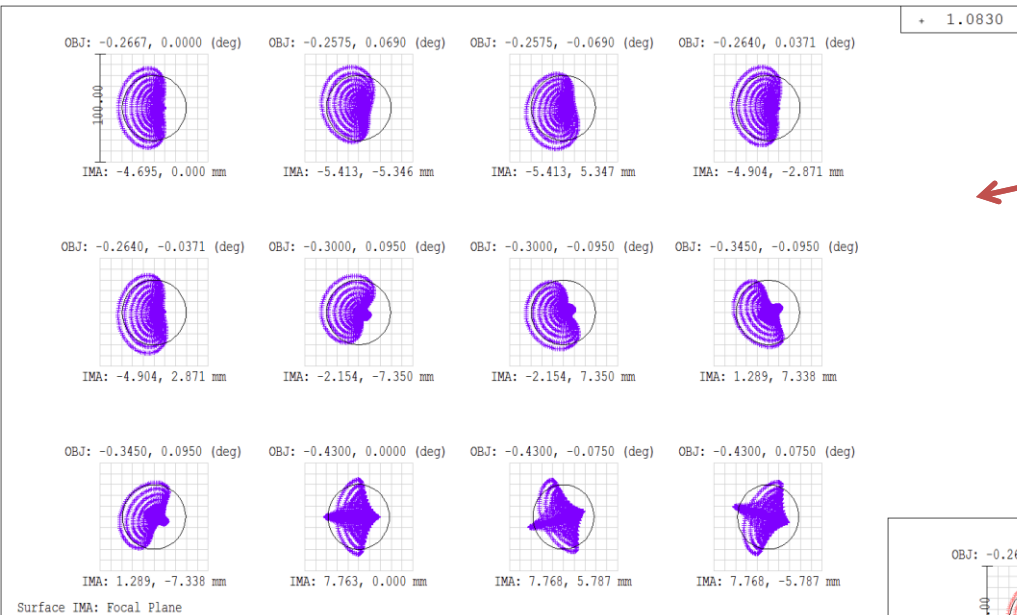 + 1.0830
OBJ: -0.2667, 0.0000 (deg) OBJ: -0.2575, 0.0690 (deg) OBJ: -0.2575, -0.0690 (deg) OBJ: -0.2640, 0.0371 (deg)
100.00
IMA: -4.695, 0.000 mm IMA: -5.413, -5.346 mm IMA: -5.413, 5.347 mm IMA: -4.904, -2.871 mm
OBJ: -0.2640, -0.0371 (deg) OBJ: -0.3000, 0.0950 (deg) OBJ: -0.3000, -0.0950 (deg) OBJ: -0.3450, -0.0950 (deg)
IMA: -4.904, 2.871 mm IMA: -2.154, -7.350 mm IMA: -2.154, 7.350 mm IMA: 1.289, 7.338 mm
OBJ: -0.3450, 0.0950 (deg) OBJ: -0.4300, 0.0000 (deg) OBJ: -0.4300, -0.0750 (deg) OBJ: -0.4300, 0.0750 (deg)
IMA: 1.289, -7.338 mm IMA: 7.763, 0.000 mm IMA: 7.768, 5.787 mm IMA: 7.768, -5.787 mm
Surface IMA: Focal Plane
OBJ: